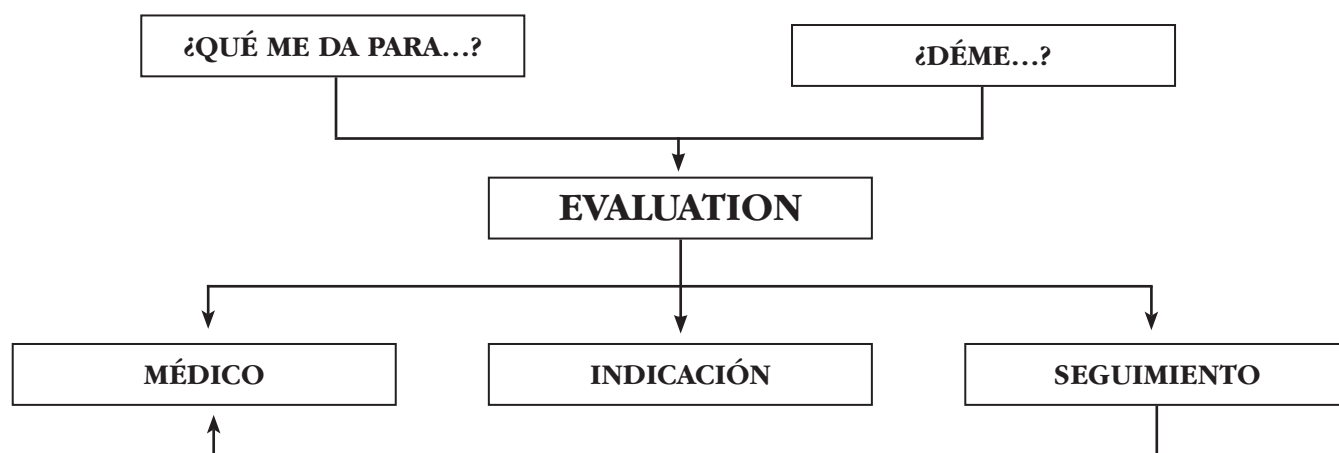 ¿QUÉ ME DA PARA…?
¿DÉME…?
EVALUATION
MÉDICO
INDICACIÓN
SEGUIMIENTO